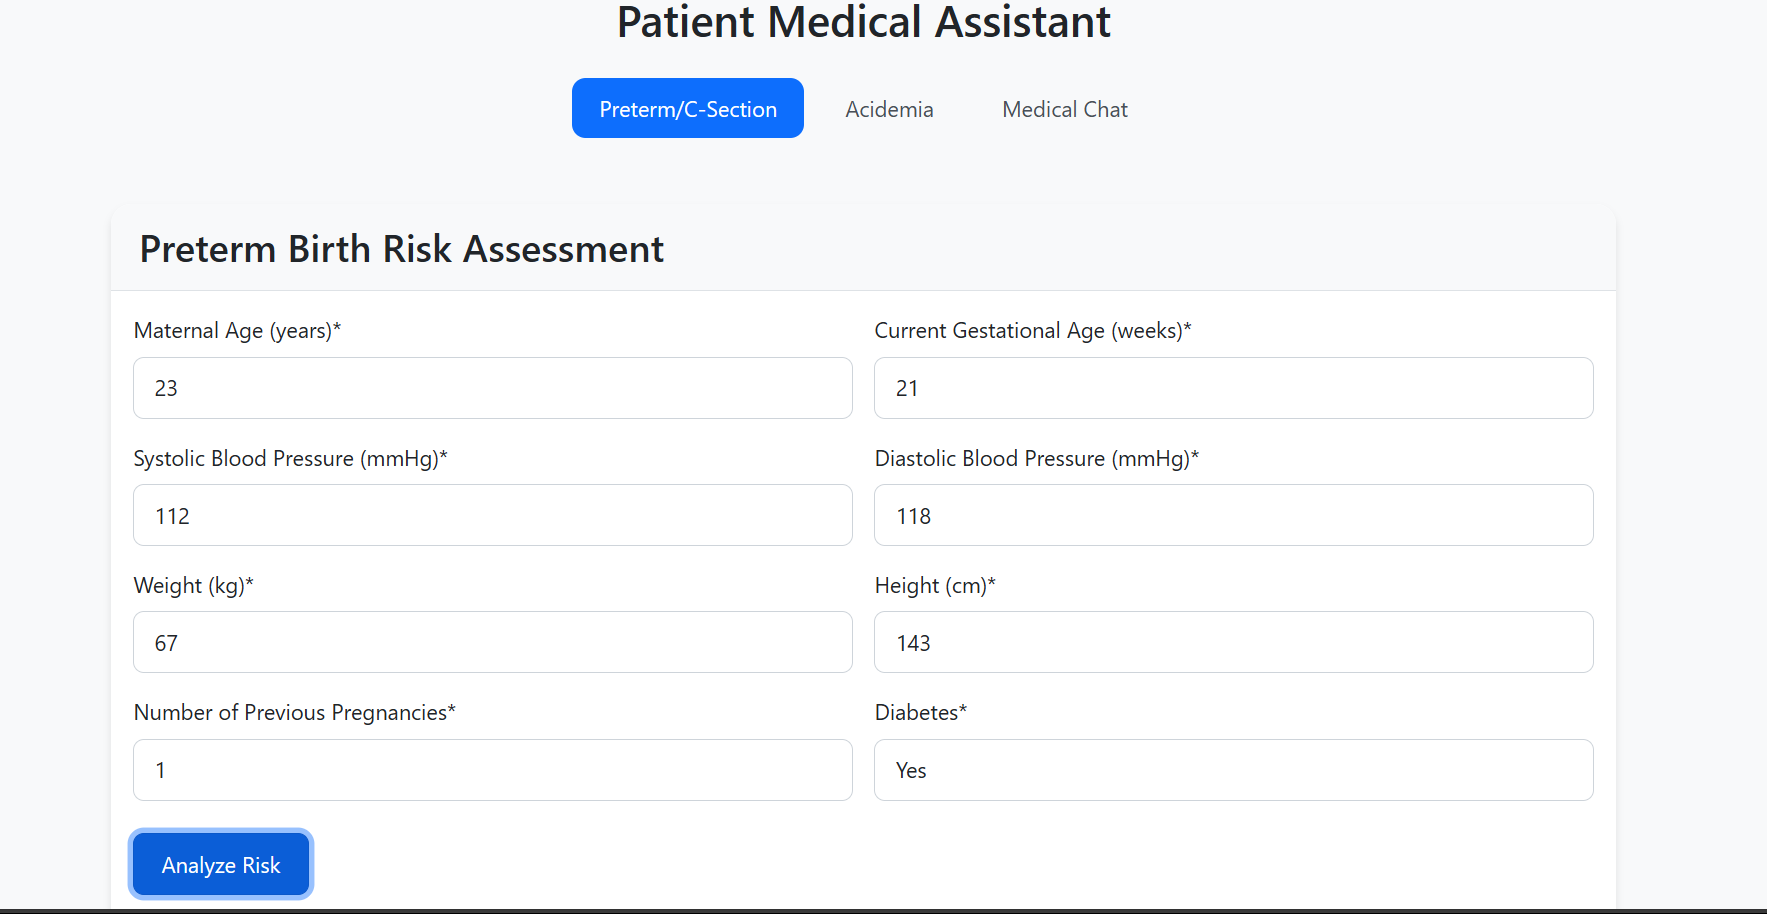 Patient Medical Assistant
Preterm/C-Section Acidemia Medical Chat
Preterm Birth Risk Assessment
Maternal Age (years)* Current Gestational Age (weeks)*
23 21
Systolic Blood Pressure (mmHg)* Diastolic Blood Pressure (mmHg)*
112 118
Weight (kg)* Height (cm)*
67 143
Number of Previous Pregnancies* Diabetes*
1 Yes
Analyze Risk